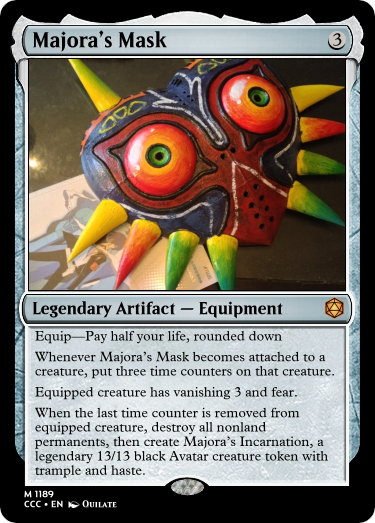 Majora's Mask 3
Legendary Artifact — Equipment
Equip—Pay half your life, rounded down
Whenever Majora's Mask becomes attached to a
creature, put three time counters on that creature.
Equipped creature has vanishing 3 and fear.
When the last time counter is removed from
equipped creature, destroy all nonland
permanents, then create Majora's Incarnation, a
legendary 13/13 black Avatar creature token with
trample and haste.
M 1189
CCC • EN Quilate